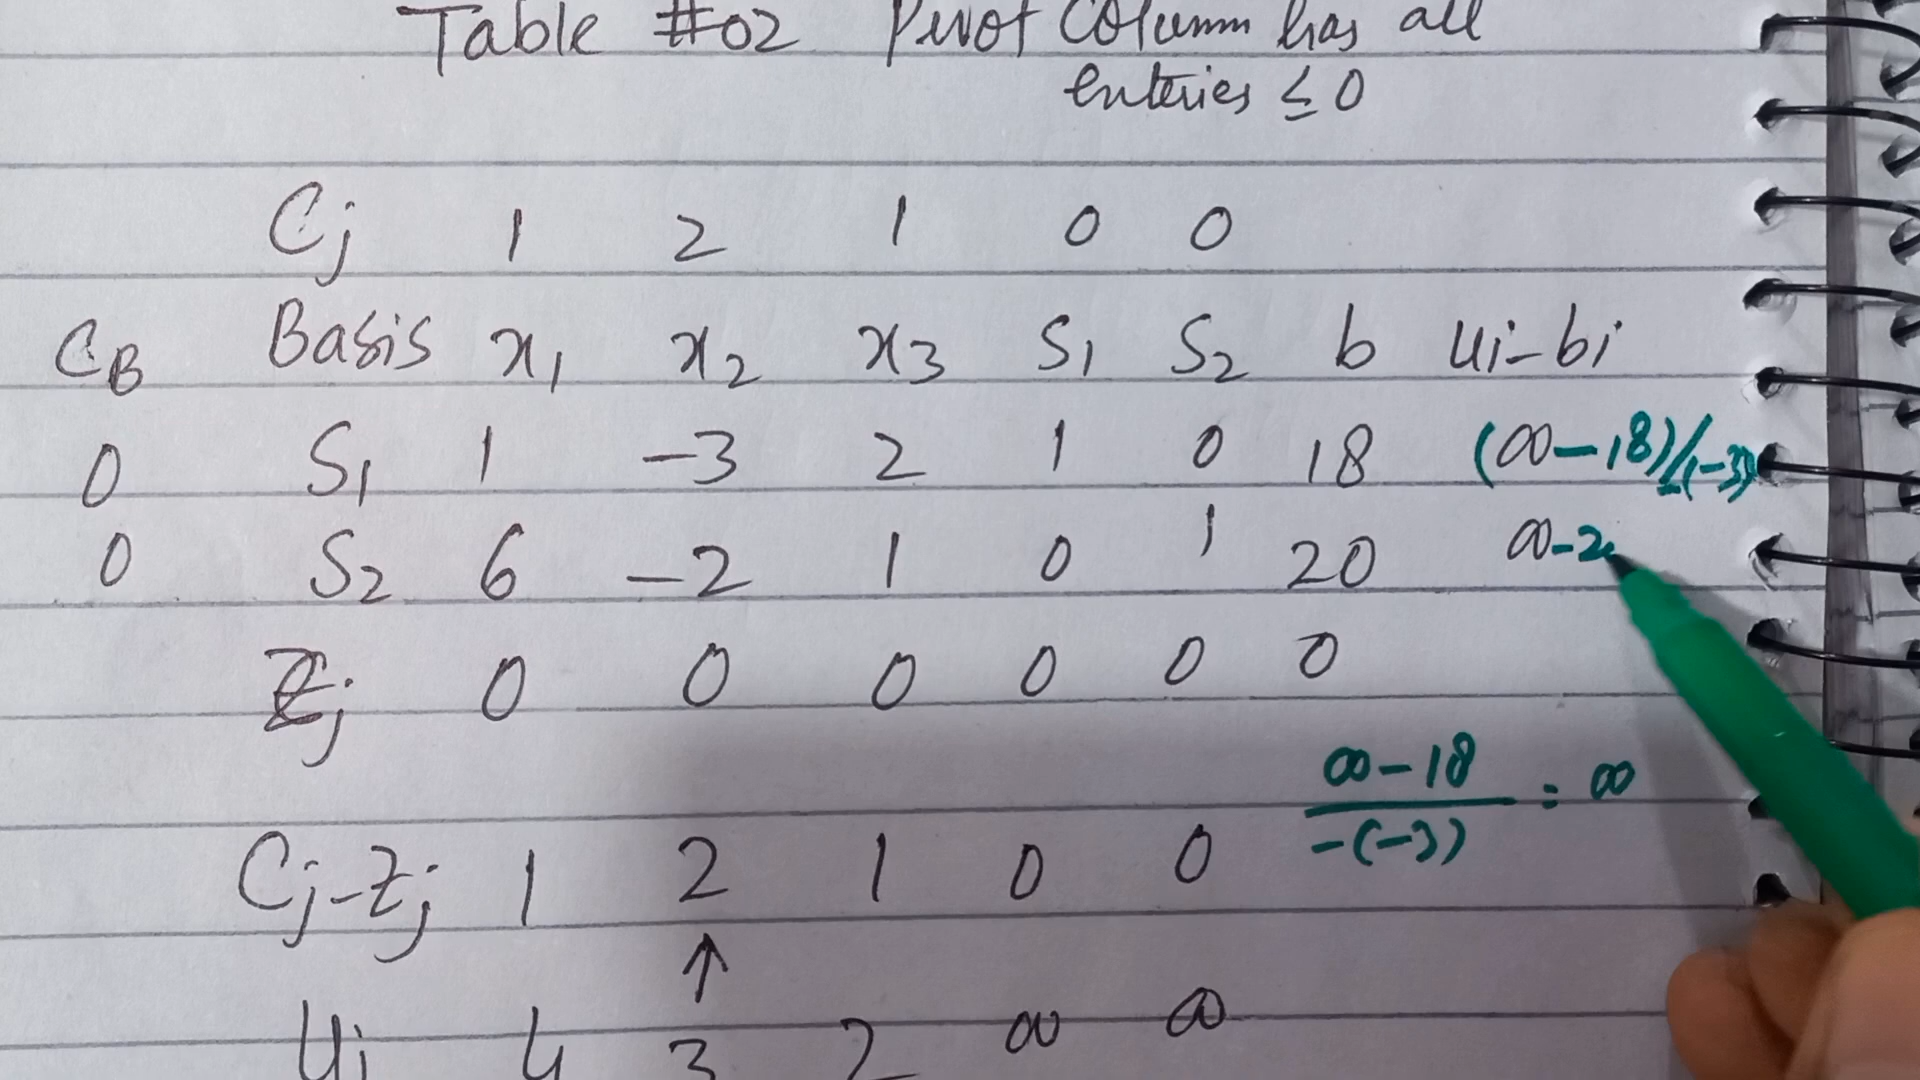 Table #02 Pivot Column has all
enteries ≤ 0
Cj 1 2 1 0 0
CB Basis x1 x2 x3 S1 S2 b ui-bi
0 S1 1 -3 2 1 0 18 (∞-18)/(-3)
0 S2 6 -2 1 0 1 20 ∞-2
Zj 0 0 0 0 0 0
∞-18 / -(-3) = ∞
Cj-Zj 1 2 1 0 0
↑
ui 4 3 2 ∞ ∞